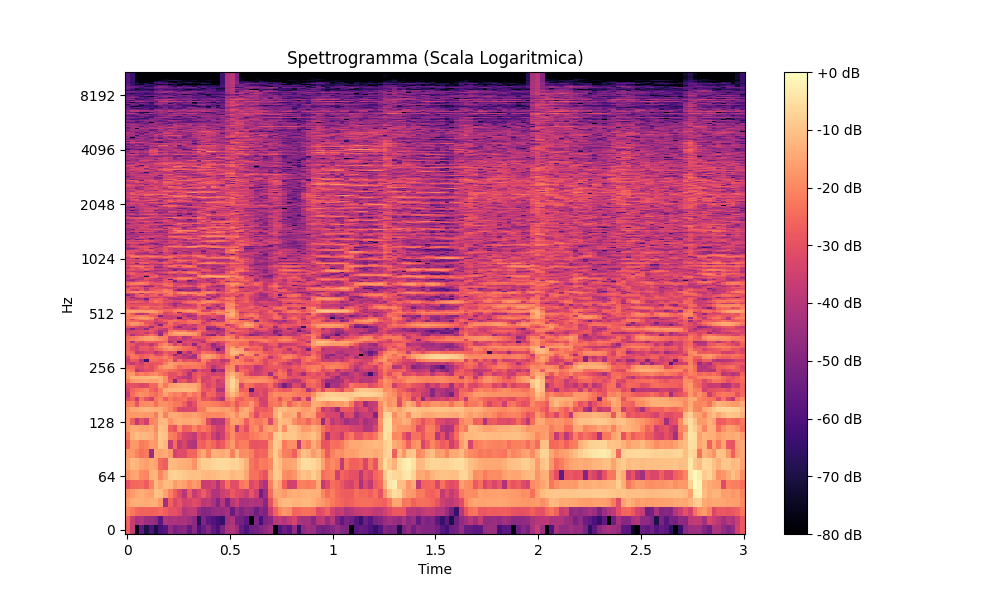 Spettrogramma (Scala Logaritmica)
Hz
8192
4096
2048
1024
512
256
128
64
0
0 0.5 1 1.5 2 2.5 3
Time
+0 dB
-10 dB
-20 dB
-30 dB
-40 dB
-50 dB
-60 dB
-70 dB
-80 dB